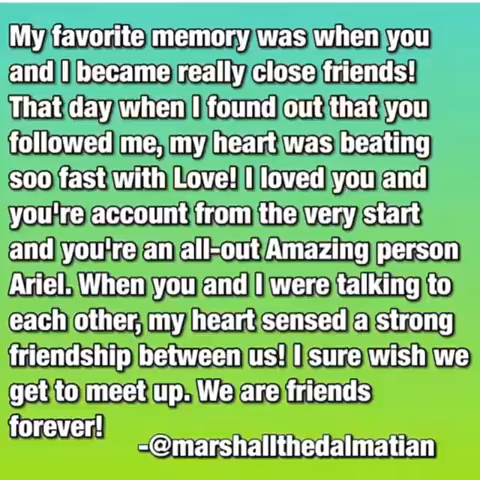 My favorite memory was when you
and I became really close friends!
That day when I found out that you
followed me, my heart was beating
soo fast with Love! I loved you and
you're account from the very start
and you're an all-out Amazing person
Ariel. When you and I were talking to
each other, my heart sensed a strong
friendship between us! I sure wish we
get to meet up. We are friends
forever!
-@marshallthedalmatian